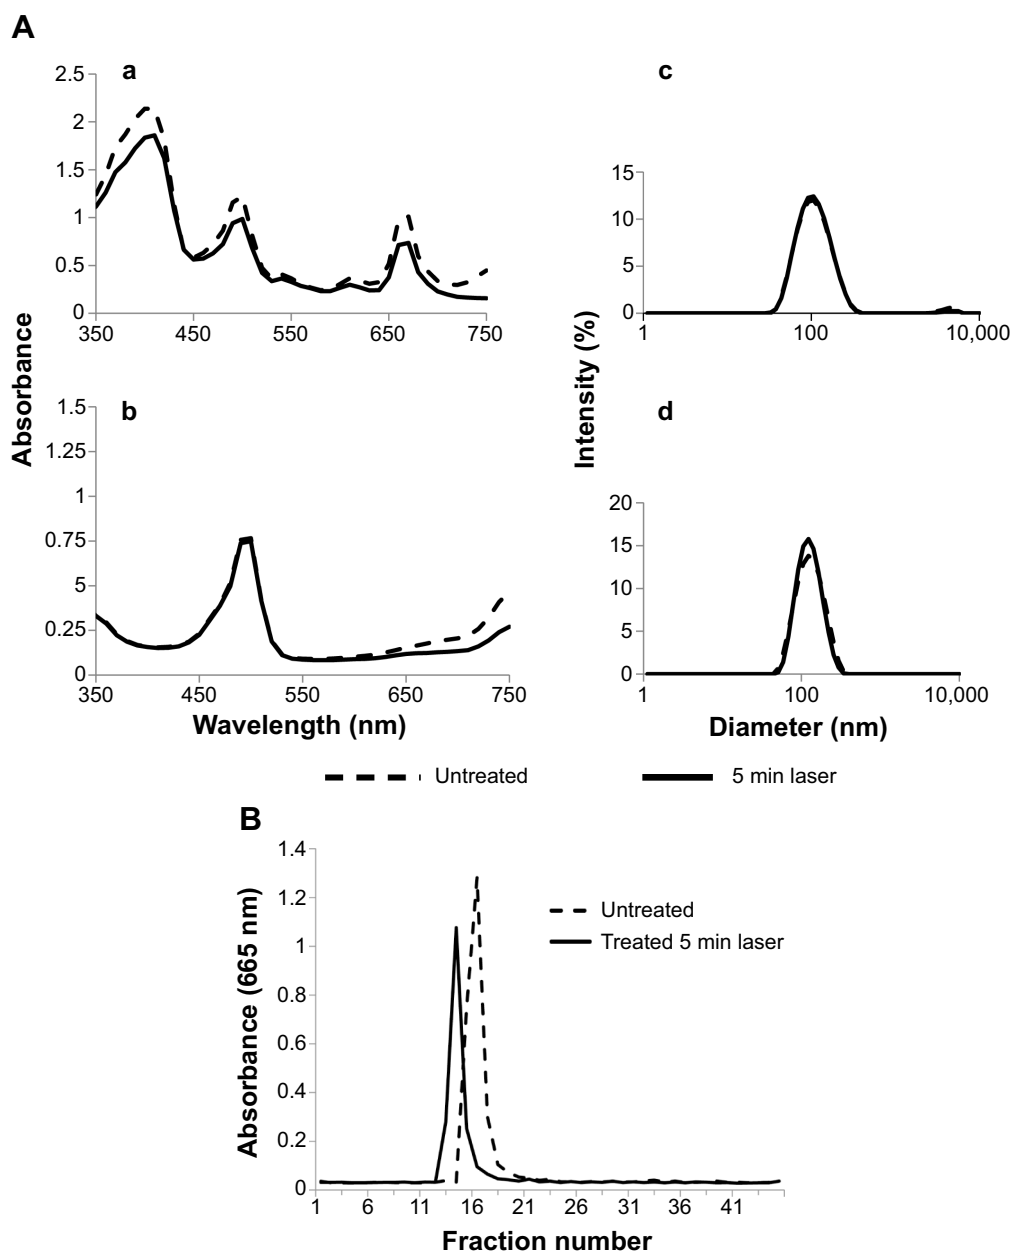 A
a
2.5
2
1.5
1
0.5
0
350 450 550 650 750
Absorbance
b
1.5
1.25
1
0.75
5
0.25
0
350 450 550 650 750
Wavelength (nm)
c
15
10
5
0
1 100 10,000
Intensity (%)
d
20
15
10
5
0
1 100 10,000
Diameter (nm)
Untreated 5 min laser
B
1.4
1.2
1
0.8
0.6
0.4
0.2
0
1 6 11 16 21 26 31 36 41
Absorbance (665 nm)
Untreated
Treated 5 min laser
Fraction number